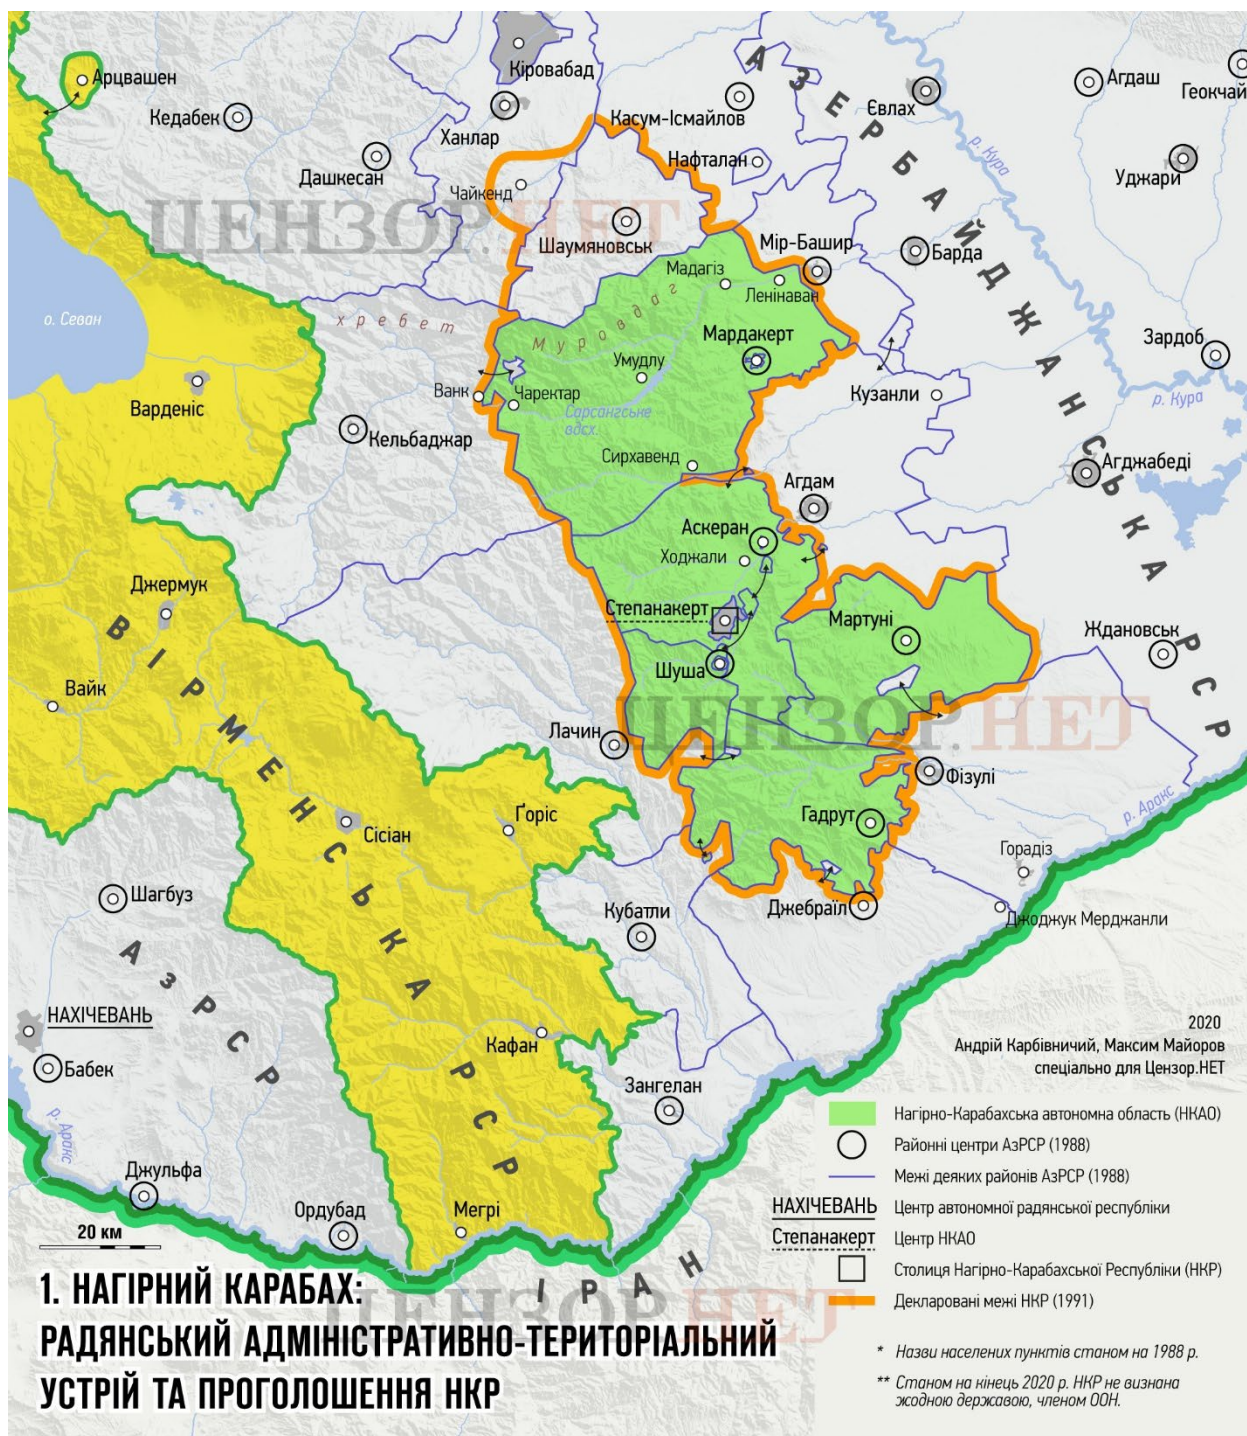 Арцвашен
Кіровабад
Агдаш
Геокчай
Кедабек
Ханлар
Касум-Ісмайлов
Євлах
р. Кура
Дашкесан
Чайкенд
Нафталан
Уджари
ЦЕНЗОР.НЕТ
Шаумяновськ
Мір-Башир
Барда
АЗЕРБАЙДЖАНСЬКА РСР
Мадагіз
Ленінаван
о. Севан
хребет
Муровдаг
Мардакерт
Зардоб
Умудлу
Варденіс
Ванк
Чаректар
Кузанли
р. Кура
Сарсангське
вдсх.
Кельбаджар
Сирхавенд
Агдам
Агджабеді
Аскеран
Ходжали
Джермук
Степанакерт
Мартуні
Ждановськ
Шуша
Вайк
ВІРМЕНСЬКА РСР
ЦЕНЗОР.НЕТ
Лачин
Фізулі
Сісіан
Ґоріс
Гадрут
р. Аракс
Горадіз
Шагбуз
Кубатли
Джебраїл
Джоджук Мерджанли
АзРСР
НАХІЧЕВАНЬ
Кафан
Бабек
Зангелан
р. Аракс
Джульфа
Ордубад
Мегрі
20 км
ІРАН
ЦЕНЗОР.НЕТ
2020
Андрій Карбівничий, Максим Майоров
спеціально для Цензор.НЕТ
Нагірно-Карабахська автономна область (НКАО)
Районні центри АзРСР (1988)
Межі деяких районів АзРСР (1988)
НАХІЧЕВАНЬ Центр автономної радянської республіки
Степанакерт Центр НКАО
Столиця Нагірно-Карабахської Республіки (НКР)
Декларовані межі НКР (1991)
* Назви населених пунктів станом на 1988 р.
** Станом на кінець 2020 р. НКР не визнана
жодною державою, членом ООН.
1. НАГІРНИЙ КАРАБАХ:
РАДЯНСЬКИЙ АДМІНІСТРАТИВНО-ТЕРИТОРІАЛЬНИЙ
УСТРІЙ ТА ПРОГОЛОШЕННЯ НКР